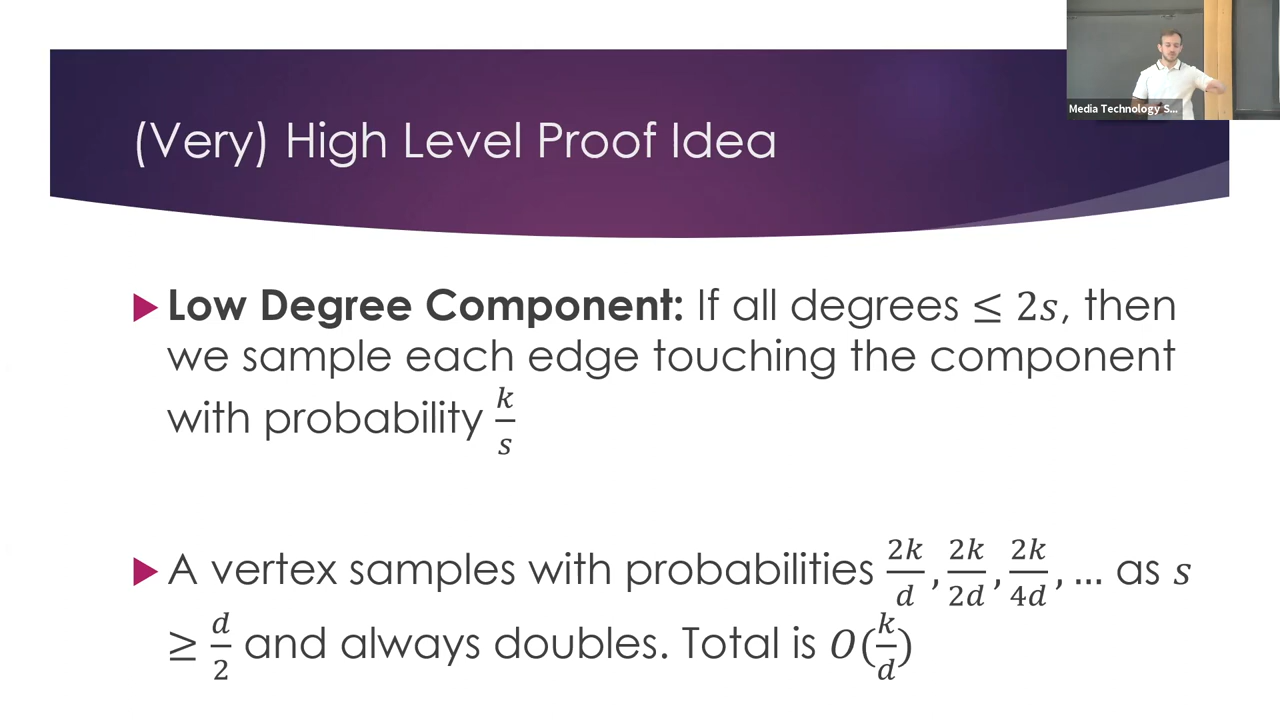 Media Technology S...
(Very) High Level Proof Idea
Low Degree Component: If all degrees ≤ 2s, then
we sample each edge touching the component
with probability k/s
A vertex samples with probabilities 2k/d, 2k/2d, 2k/4d, ... as s
≥ d/2 and always doubles. Total is O(k/d)